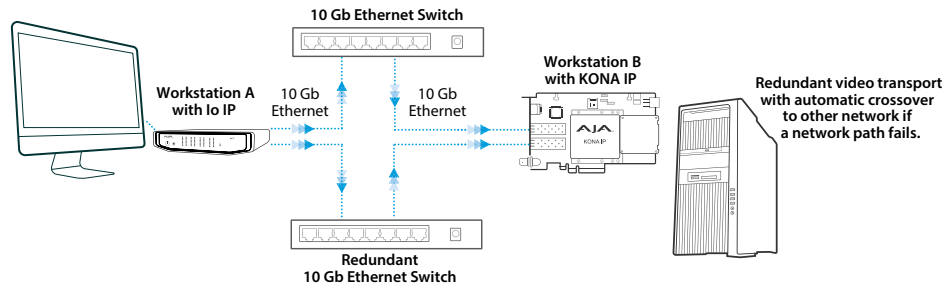 10 Gb Ethernet Switch
Workstation A
with Io IP
10 Gb
Ethernet
10 Gb
Ethernet
Workstation B
with KONA IP
AJA
KONA IP
Redundant video transport
with automatic crossover
to other network if
a network path fails.
Redundant
10 Gb Ethernet Switch